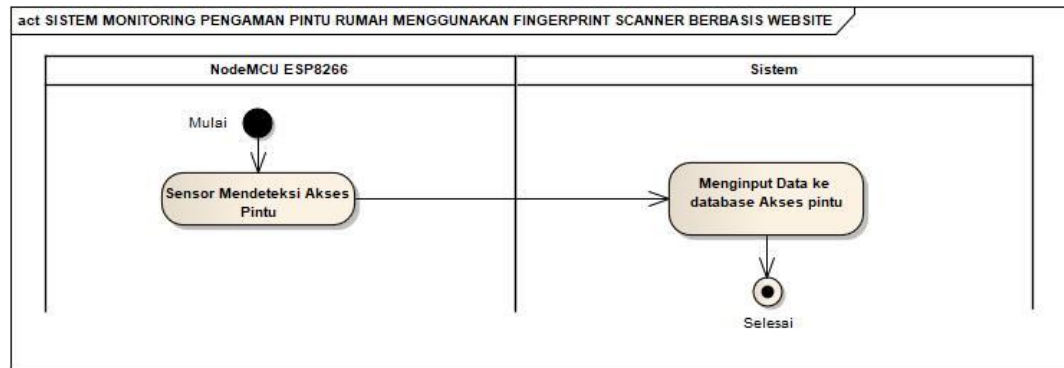 act SISTEM MONITORING PENGAMAN PINTU RUMAH MENGGUNAKAN FINGERPRINT SCANNER BERBASIS WEBSITE
NodeMCU ESP8266
Sistem
Mulai
Sensor Mendeteksi Akses
Pintu
Menginput Data ke
database Akses pintu
Selesai